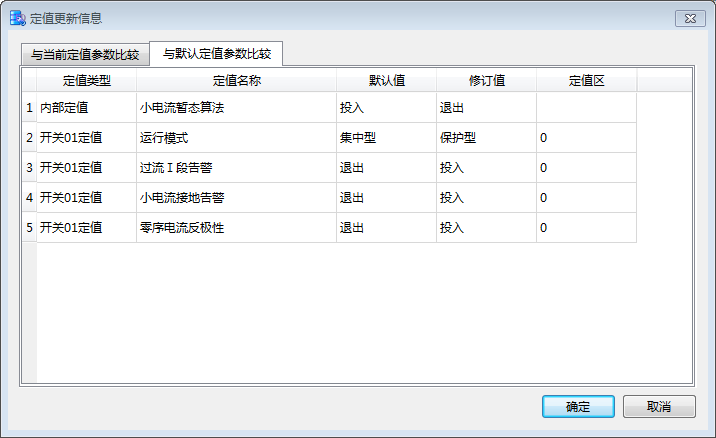 定值更新信息
与当前定值参数比较 与默认定值参数比较
定值类型 定值名称 默认值 修订值 定值区
1 内部定值 小电流暂态算法 投入 退出
2 开关01定值 运行模式 集中型 保护型 0
3 开关01定值 过流Ⅰ段告警 退出 投入 0
4 开关01定值 小电流接地告警 退出 投入 0
5 开关01定值 零序电流反极性 退出 投入 0
确定 取消